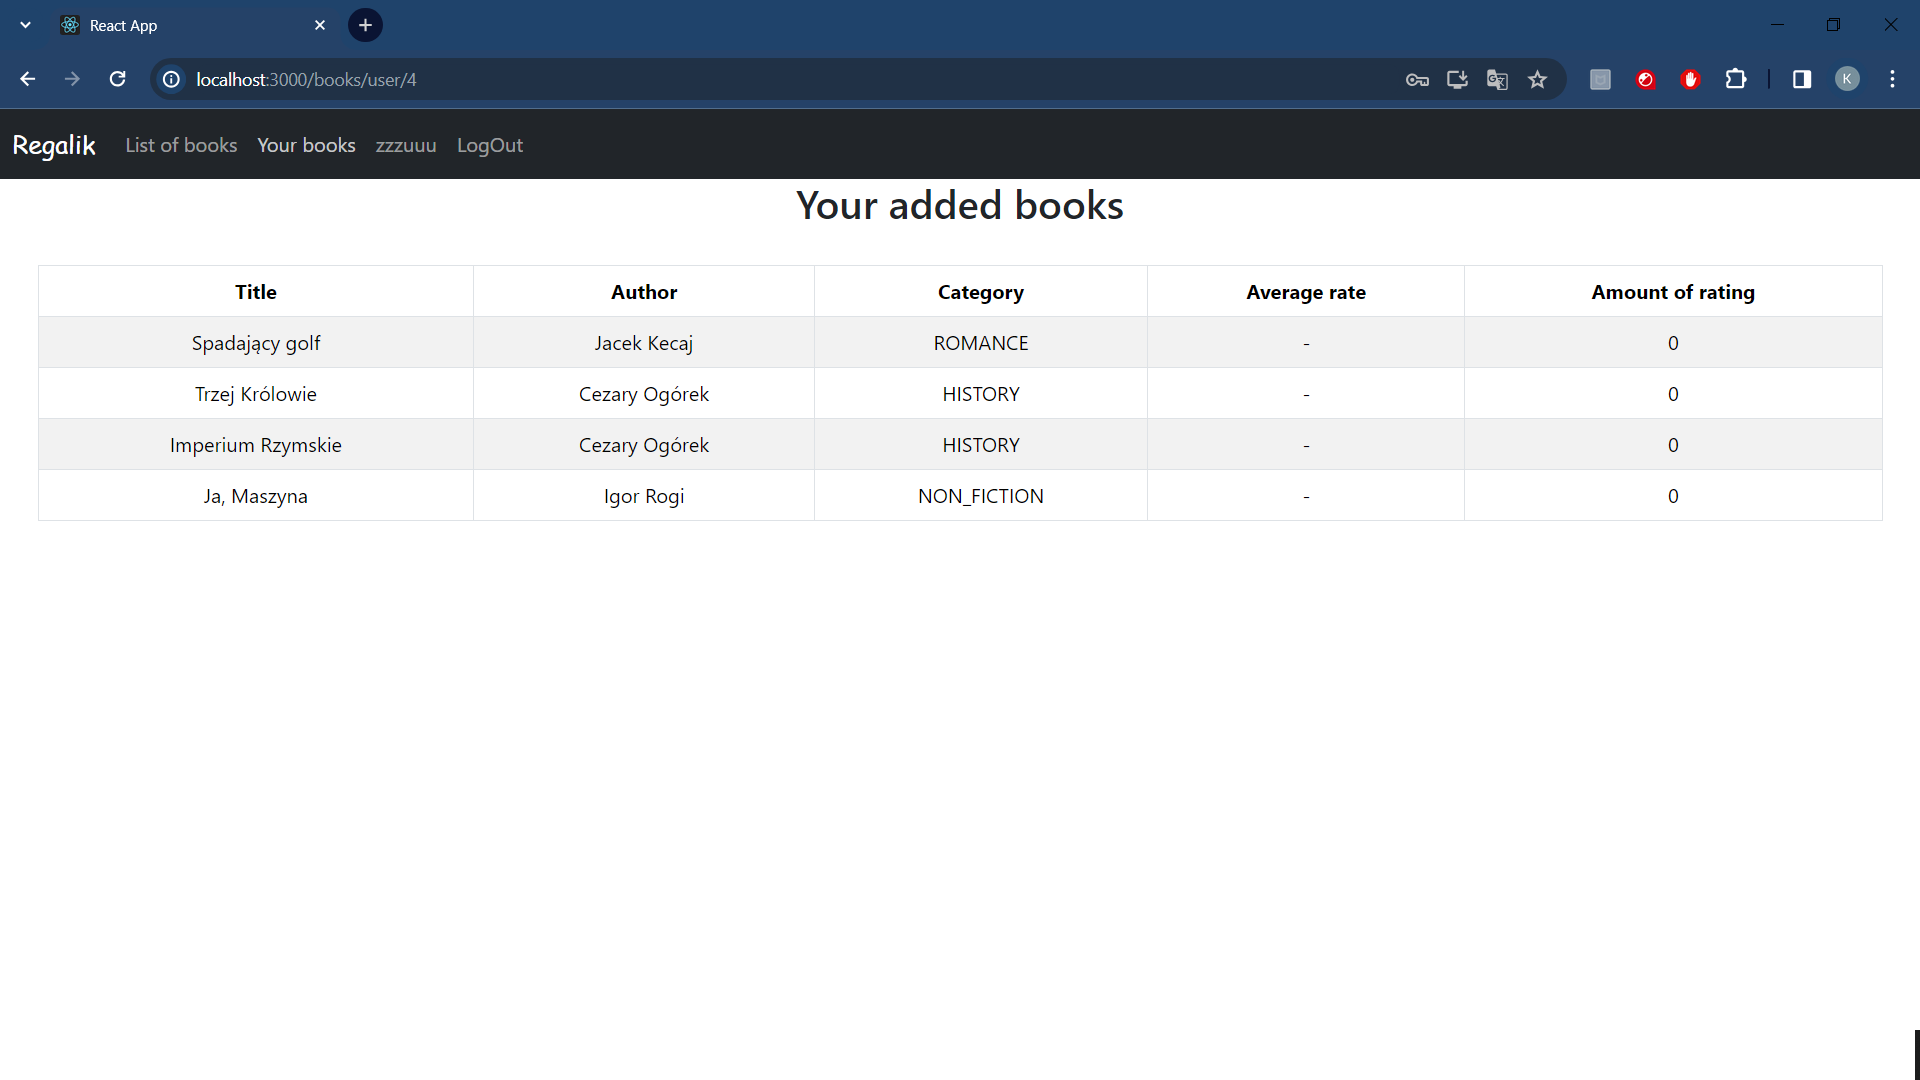 React App
localhost:3000/books/user/4
K
Regalik List of books Your books zzzuuu LogOut
Your added books
Title Author Category Average rate Amount of rating
Spadający golf Jacek Kecaj ROMANCE - 0
Trzej Królowie Cezary Ogórek HISTORY - 0
Imperium Rzymskie Cezary Ogórek HISTORY - 0
Ja, Maszyna Igor Rogi NON_FICTION - 0